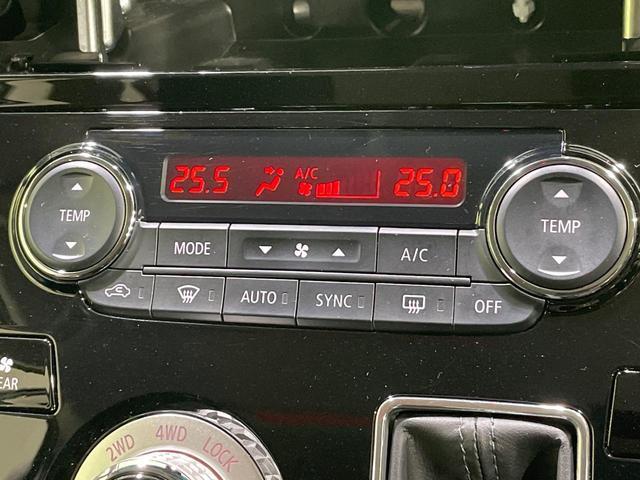 25.5 A/C 25.0
TEMP
TEMP
MODE A/C
AUTO SYNC OFF
EAR
2WD 4WD LOCK